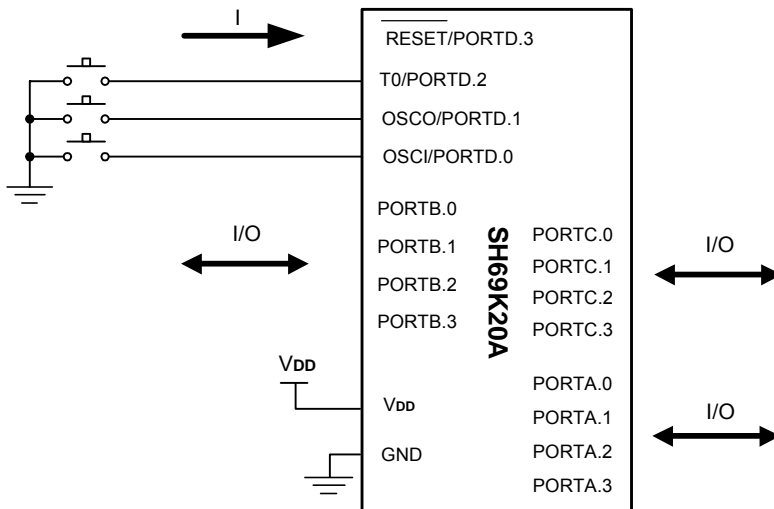 I
RESET/PORTD.3
T0/PORTD.2
OSCO/PORTD.1
OSCI/PORTD.0
PORTB.0
I/O
PORTB.1
PORTB.2
PORTB.3
SH69K20A
PORTC.0
PORTC.1
PORTC.2
PORTC.3
I/O
VDD
VDD
GND
PORTA.0
PORTA.1
PORTA.2
PORTA.3
I/O